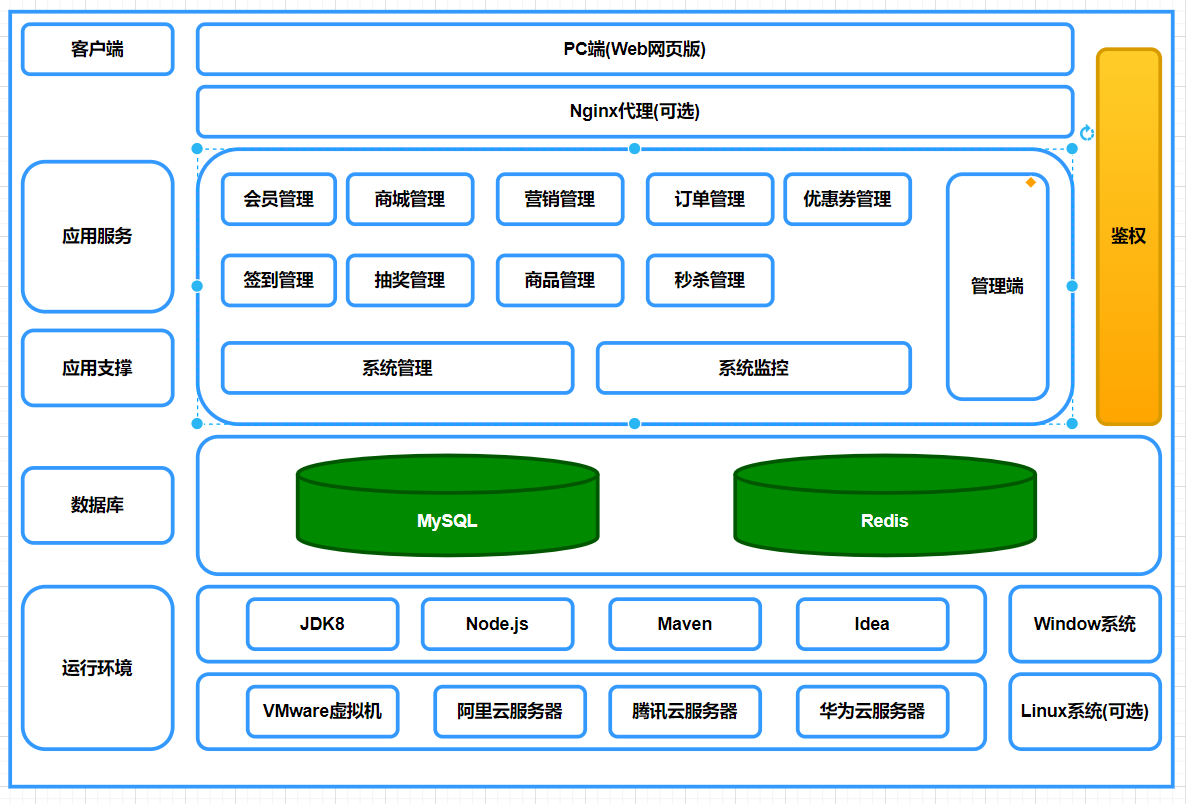 客户端
PC端(Web网页版)
Nginx代理(可选)
鉴权
应用服务
会员管理
商城管理
营销管理
订单管理
优惠券管理
签到管理
抽奖管理
商品管理
秒杀管理
管理端
应用支撑
系统管理
系统监控
数据库
MySQL
Redis
运行环境
JDK8
Node.js
Maven
Idea
Window系统
VMware虚拟机
阿里云服务器
腾讯云服务器
华为云服务器
Linux系统(可选)